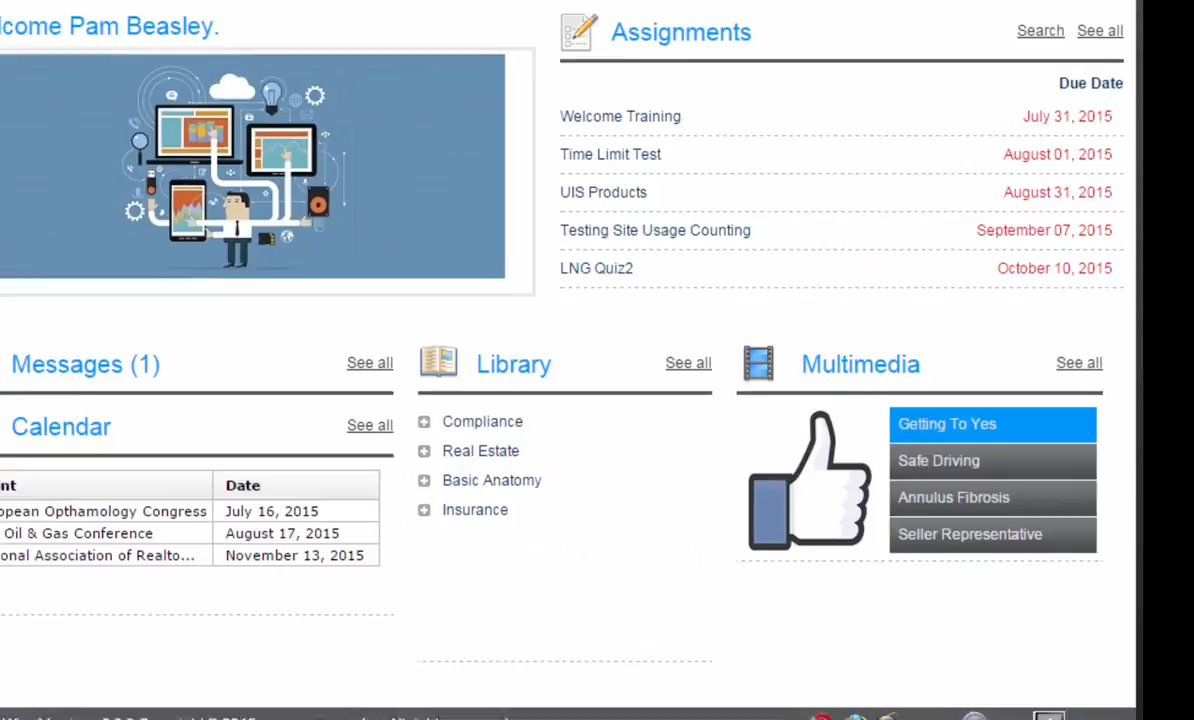 lcome Pam Beasley.
Assignments
Search See all
Due Date
Welcome Training July 31, 2015
Time Limit Test August 01, 2015
UIS Products August 31, 2015
Testing Site Usage Counting September 07, 2015
LNG Quiz2 October 10, 2015
Messages (1) See all
Calendar See all
nt Date
opean Opthamology Congress July 16, 2015
Oil & Gas Conference August 17, 2015
onal Association of Realto... November 13, 2015
Library See all
Compliance
Real Estate
Basic Anatomy
Insurance
Multimedia See all
Getting To Yes
Safe Driving
Annulus Fibrosis
Seller Representative